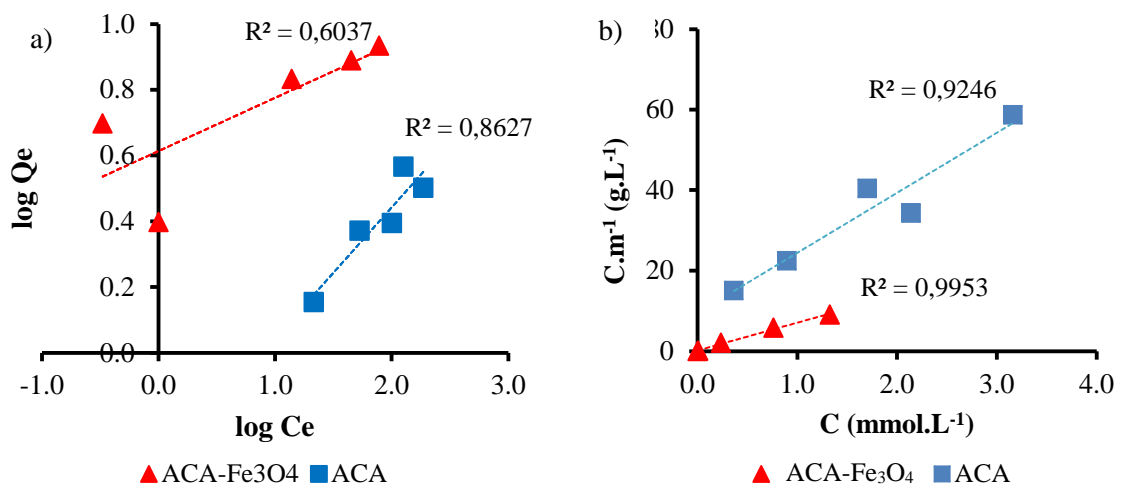 a)
R² = 0,6037
R² = 0,8627
log Qe
1.0
0.8
0.6
0.4
0.2
0.0
-1.0 0.0 1.0 2.0 3.0
log Ce
ACA-Fe3O4 ACA
b)
R² = 0,9246
R² = 0,9953
C.m⁻¹ (g.L⁻¹)
80
60
40
20
0
0.0 1.0 2.0 3.0 4.0
C (mmol.L⁻¹)
ACA-Fe₃O₄ ACA